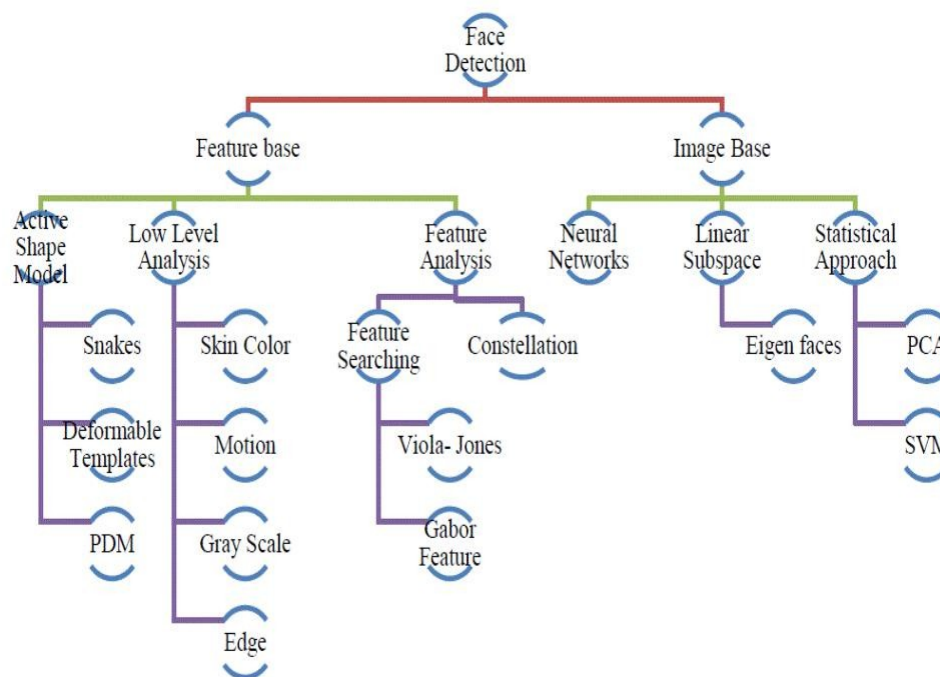 Face
Detection
Feature base
Image Base
Active
Shape
Model
Low Level
Analysis
Feature
Analysis
Neural
Networks
Linear
Subspace
Statistical
Approach
Snakes
Skin Color
Feature
Searching
Constellation
Eigen faces
PCA
Deformable
Templates
Motion
Viola- Jones
SVM
PDM
Gray Scale
Gabor
Feature
Edge